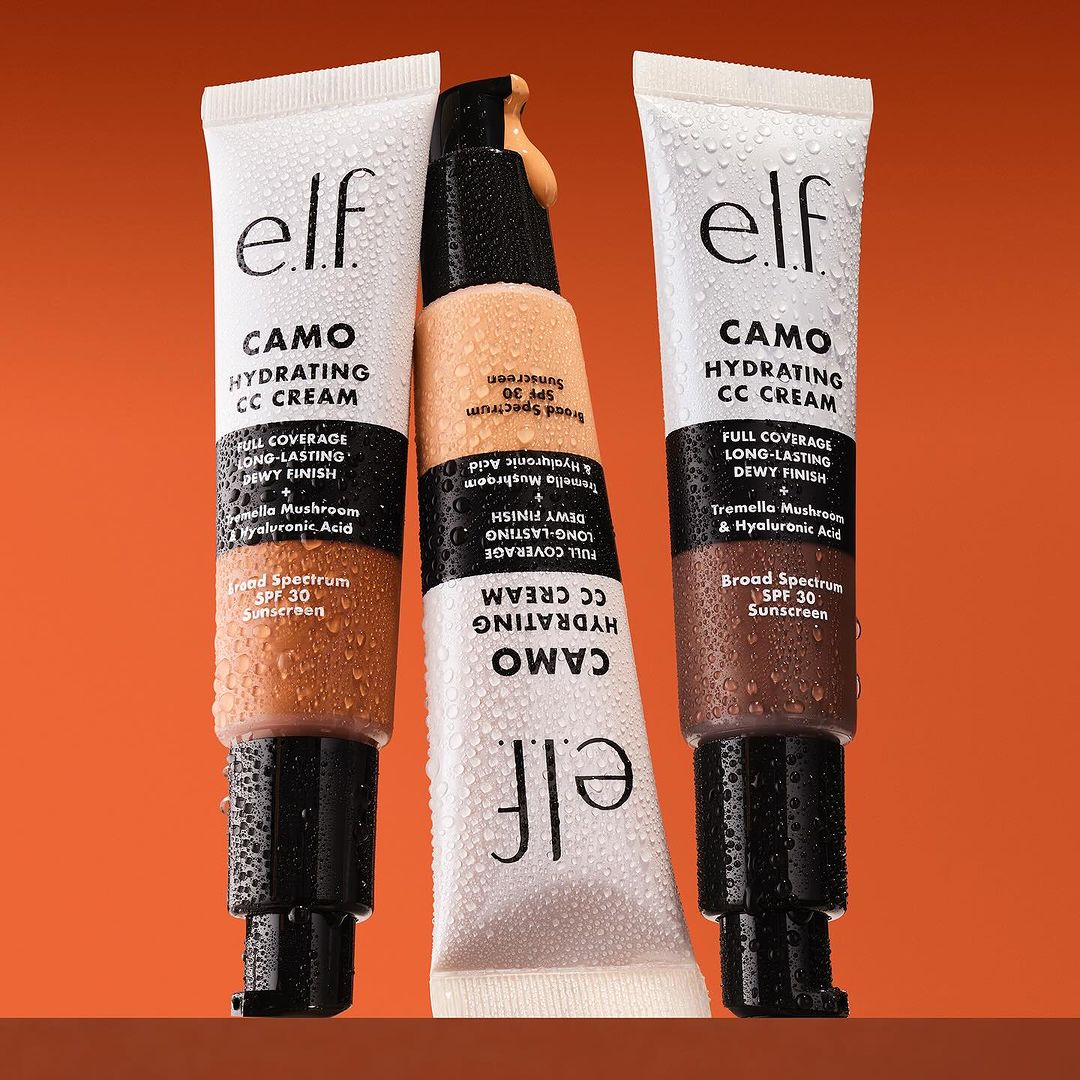 e.l.f.
CAMO
HYDRATING
CC CREAM
FULL COVERAGE
LONG-LASTING
DEWY FINISH
+
Tremella Mushroom
& Hyaluronic Acid
Broad Spectrum
SPF 30
Sunscreen
e.l.f.
CAMO
HYDRATING
CC CREAM
FULL COVERAGE
LONG-LASTING
DEWY FINISH
+
Tremella Mushroom
& Hyaluronic Acid
Broad Spectrum
SPF 30
Sunscreen
e.l.f.
CAMO
HYDRATING
CC CREAM
FULL COVERAGE
LONG-LASTING
DEWY FINISH
+
Tremella Mushroom
& Hyaluronic Acid
Broad Spectrum
SPF 30
Sunscreen